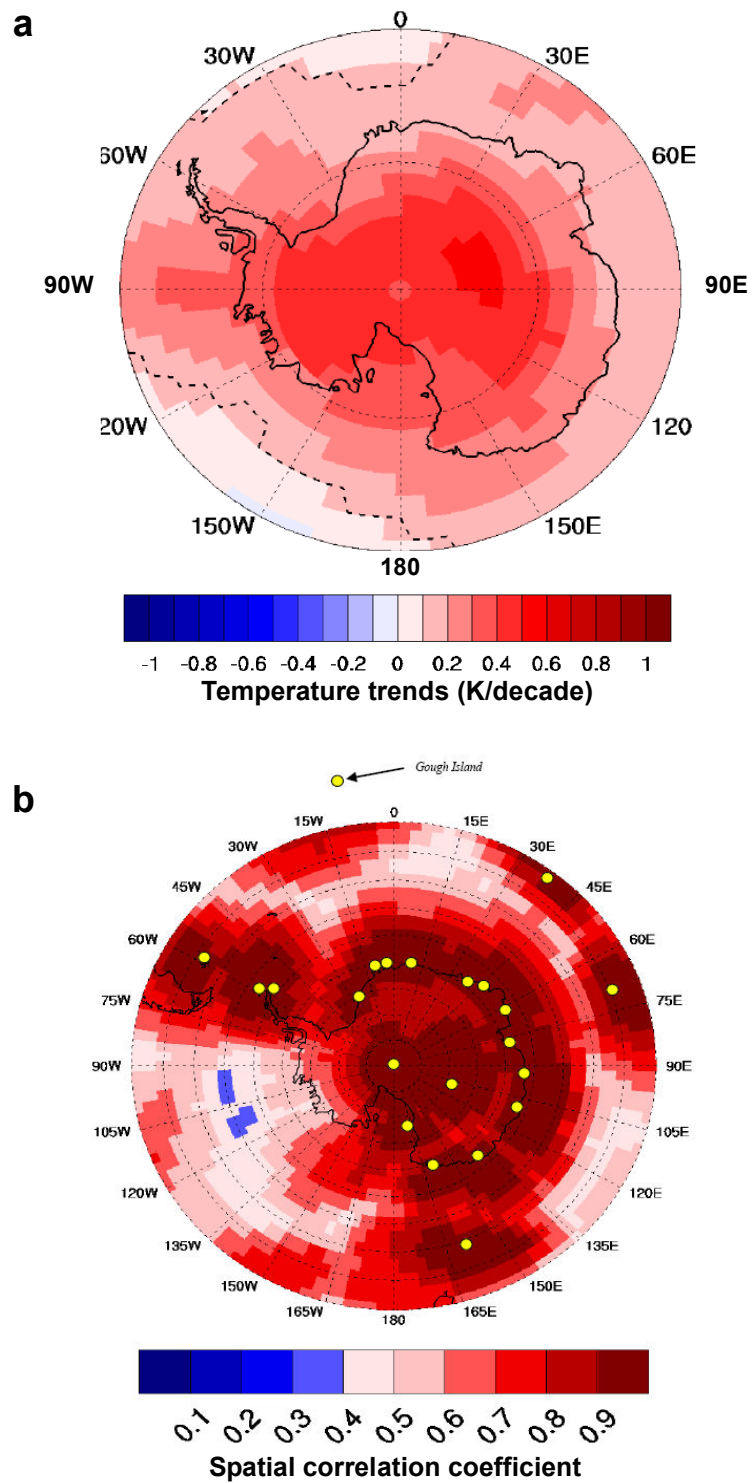 a
0
30W 30E
60W 60E
90W 90E
20W 120
150W 150E
180
-1 -0.8 -0.6 -0.4 -0.2 0 0.2 0.4 0.6 0.8 1
Temperature trends (K/decade)
Gough Island
b
0
15W 15E
30W 30E
45W 45E
60W 60E
75W 75E
90W 90E
105W 105E
120W 120E
135W 135E
150W 150E
165W 165E
180
0.1 0.2 0.3 0.4 0.5 0.6 0.7 0.8 0.9
Spatial correlation coefficient